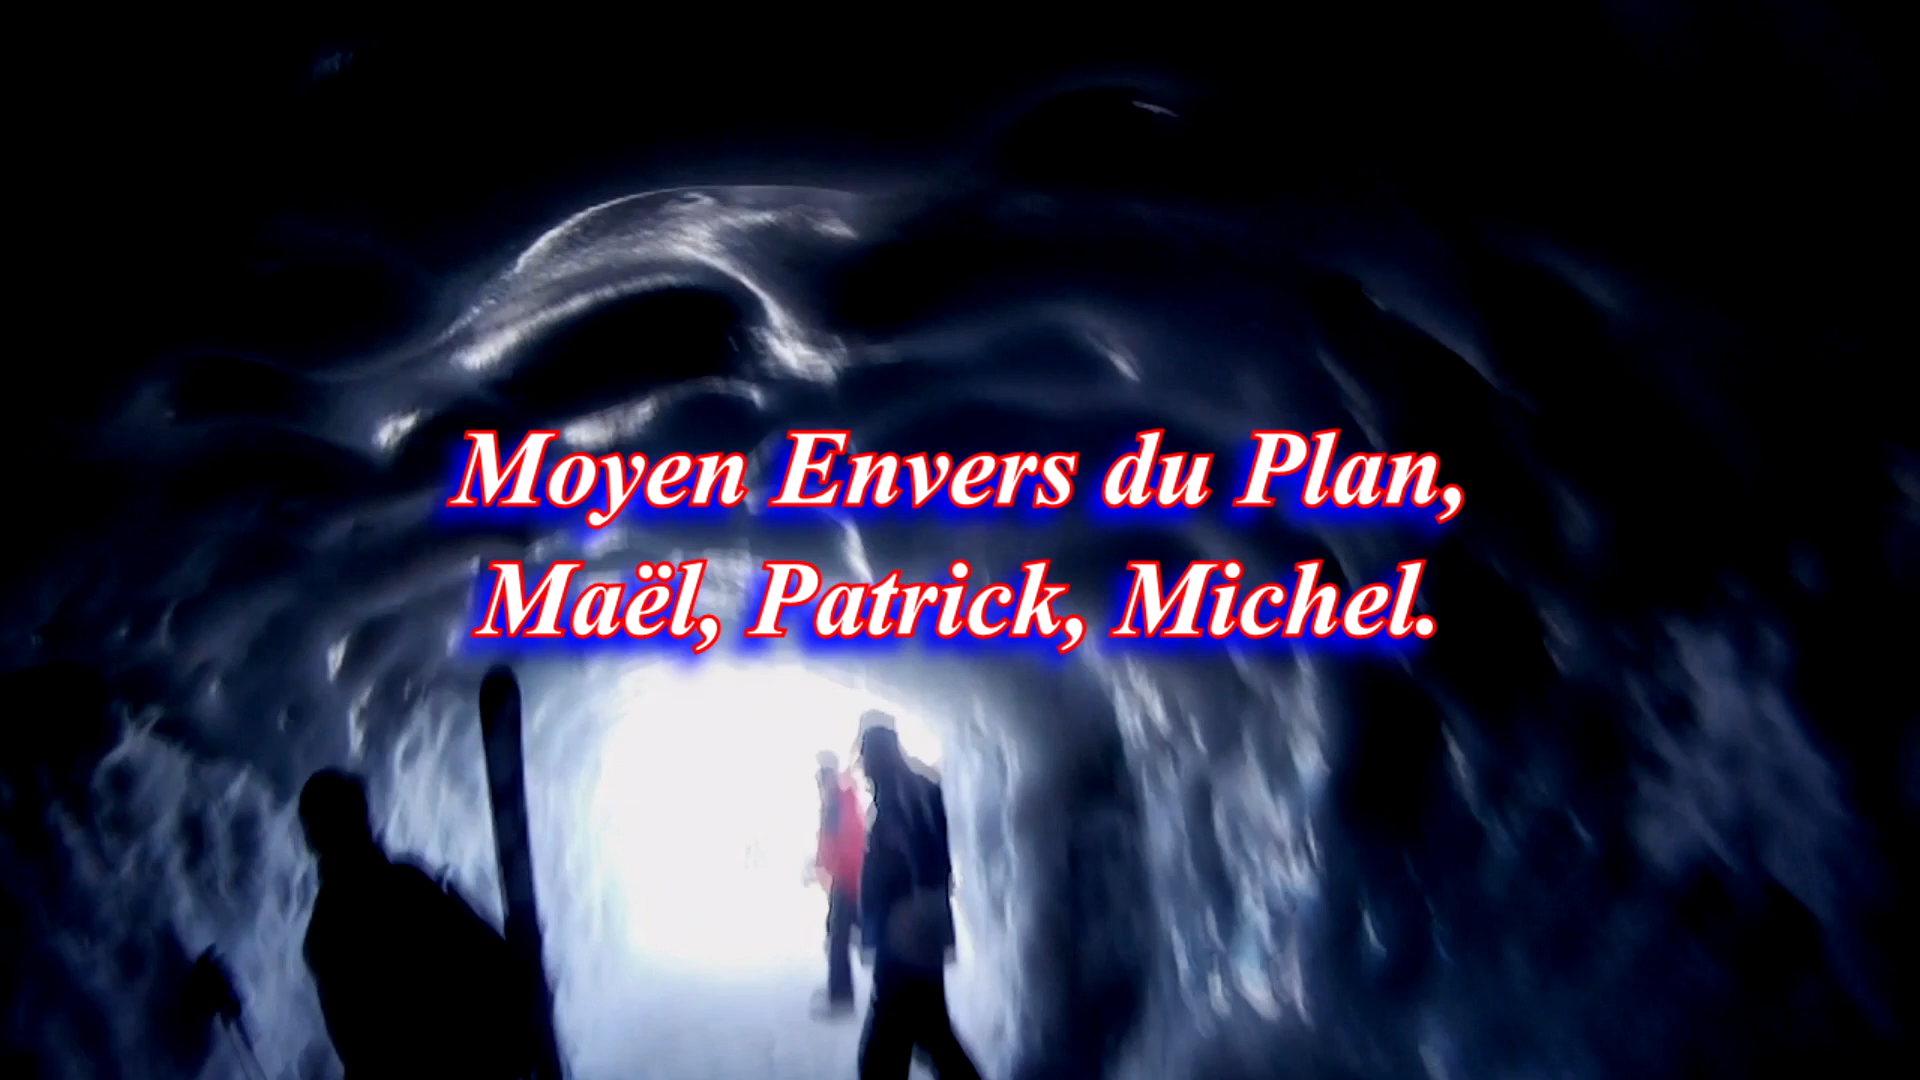 Moyen Envers du Plan,
Maël, Patrick, Michel.